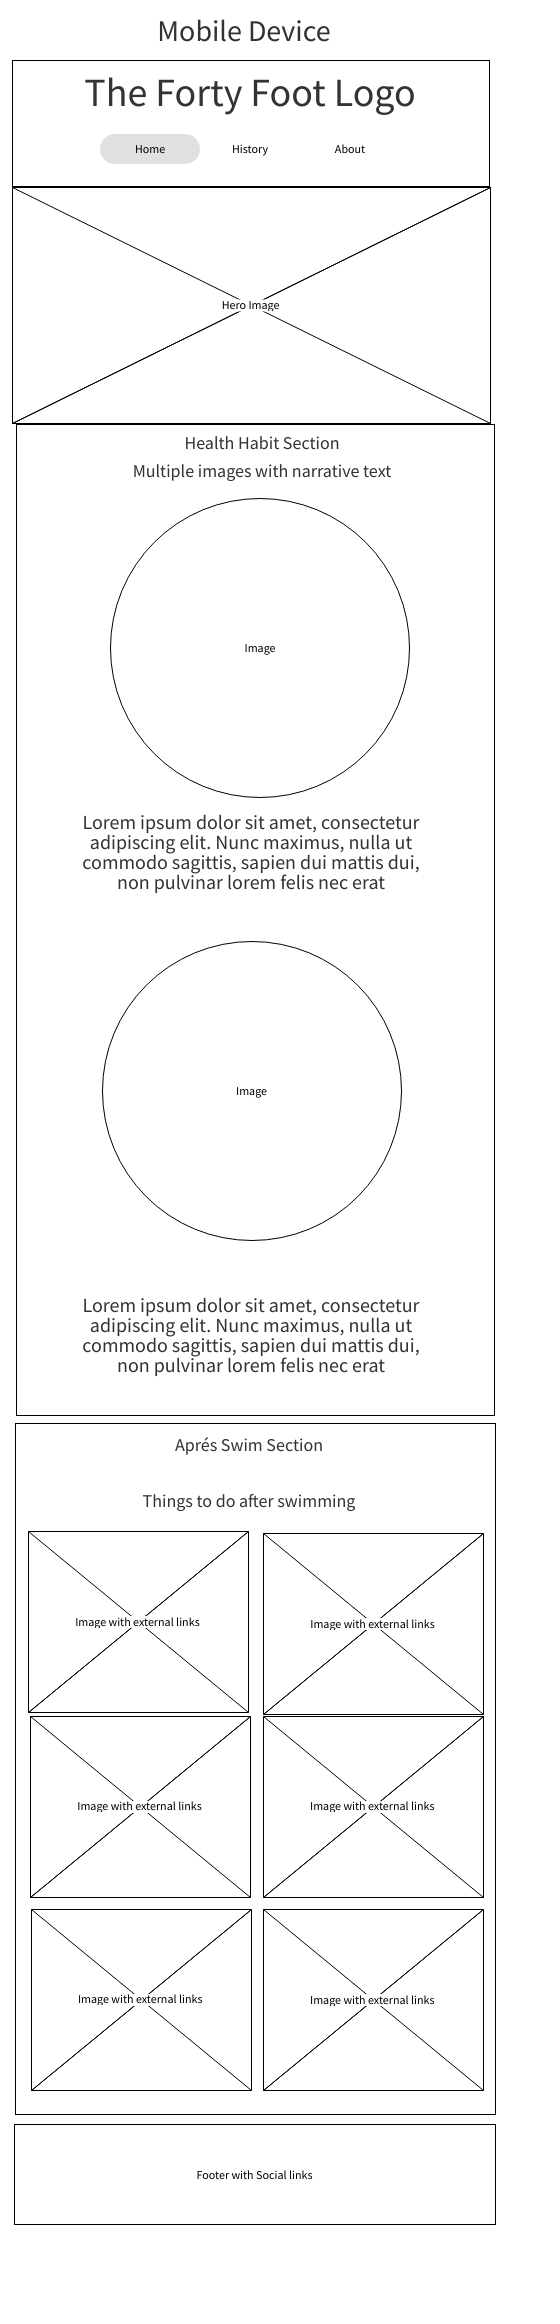 Mobile Device
The Forty Foot Logo
Home History About
Hero Image
Health Habit Section
Multiple images with narrative text
Image
Lorem ipsum dolor sit amet, consectetur
adipiscing elit. Nunc maximus, nulla ut
commodo sagittis, sapien dui mattis dui,
non pulvinar lorem felis nec erat
Image
Lorem ipsum dolor sit amet, consectetur
adipiscing elit. Nunc maximus, nulla ut
commodo sagittis, sapien dui mattis dui,
non pulvinar lorem felis nec erat
Aprés Swim Section
Things to do after swimming
Image with external links
Image with external links
Image with external links
Image with external links
Image with external links
Image with external links
Footer with Social links